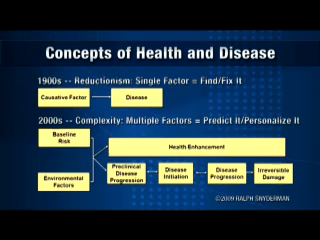 Concepts of Health and Disease
1900s -- Reductionism: Single Factor = Find/Fix It
Causative Factor
Disease
2000s -- Complexity: Multiple Factors = Predict It/Personalize It
Baseline
Risk
Health Enhancement
Environmental
Factors
Preclinical
Disease
Progression
Disease
Initiation
Disease
Progression
Irreversible
Damage
©2009 RALPH SNYDERMAN